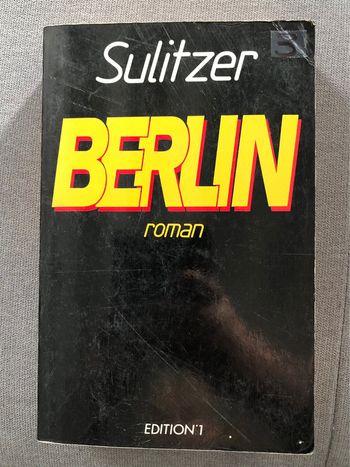 Sulitzer
BERLIN
roman
EDITION°1